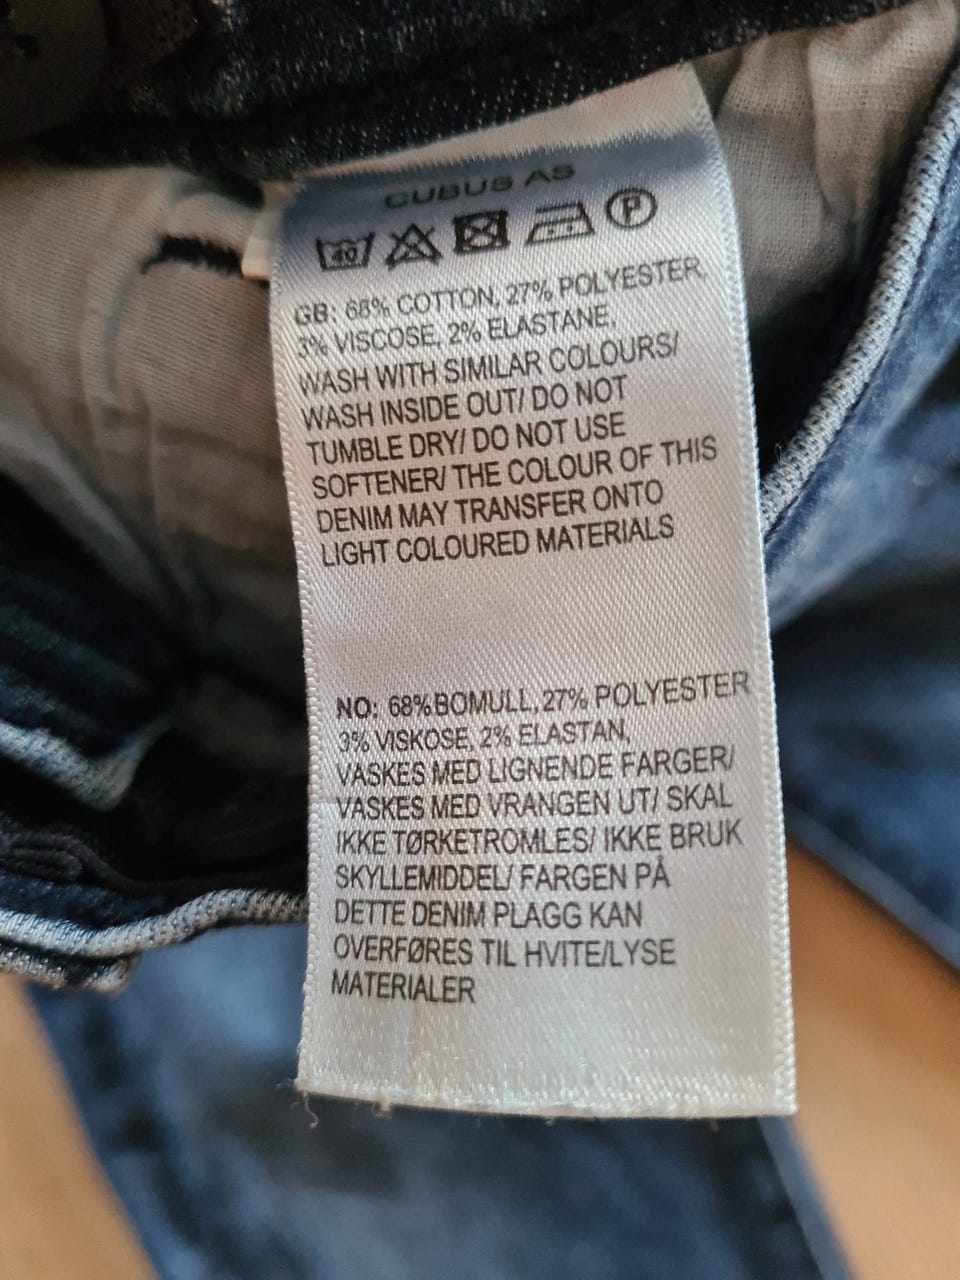 CUBUS AS
40 P
GB: 68% COTTON, 27% POLYESTER,
3% VISCOSE, 2% ELASTANE,
WASH WITH SIMILAR COLOURS/
WASH INSIDE OUT/ DO NOT
TUMBLE DRY/ DO NOT USE
SOFTENER/ THE COLOUR OF THIS
DENIM MAY TRANSFER ONTO
LIGHT COLOURED MATERIALS
NO: 68%BOMULL, 27% POLYESTER
3% VISKOSE, 2% ELASTAN,
VASKES MED LIGNENDE FARGER/
VASKES MED VRANGEN UT/ SKAL
IKKE TØRKETROMLES/ IKKE BRUK
SKYLLEMIDDEL/ FARGEN PÅ
DETTE DENIM PLAGG KAN
OVERFØRES TIL HVITE/LYSE
MATERIALER